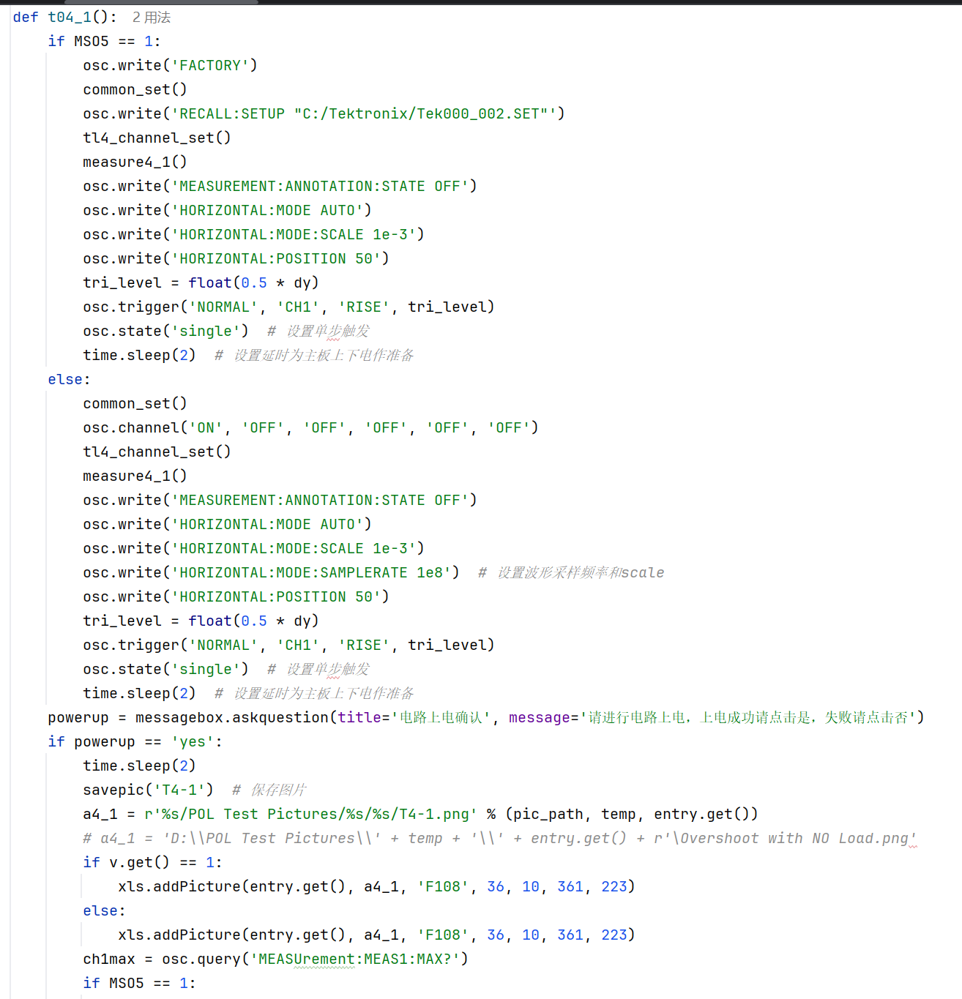 def t04_1():  2 用法
    if MSO5 == 1:
        osc.write('FACTORY')
        common_set()
        osc.write('RECALL:SETUP "C:/Tektronix/Tek000_002.SET"')
        tl4_channel_set()
        measure4_1()
        osc.write('MEASUREMENT:ANNOTATION:STATE OFF')
        osc.write('HORIZONTAL:MODE AUTO')
        osc.write('HORIZONTAL:MODE:SCALE 1e-3')
        osc.write('HORIZONTAL:POSITION 50')
        tri_level = float(0.5 * dy)
        osc.trigger('NORMAL', 'CH1', 'RISE', tri_level)
        osc.state('single')  # 设置单步触发
        time.sleep(2)  # 设置延时为主板上下电作准备
    else:
        common_set()
        osc.channel('ON', 'OFF', 'OFF', 'OFF', 'OFF', 'OFF')
        tl4_channel_set()
        measure4_1()
        osc.write('MEASUREMENT:ANNOTATION:STATE OFF')
        osc.write('HORIZONTAL:MODE AUTO')
        osc.write('HORIZONTAL:MODE:SCALE 1e-3')
        osc.write('HORIZONTAL:MODE:SAMPLERATE 1e8')  # 设置波形采样频率和scale
        osc.write('HORIZONTAL:POSITION 50')
        tri_level = float(0.5 * dy)
        osc.trigger('NORMAL', 'CH1', 'RISE', tri_level)
        osc.state('single')  # 设置单步触发
        time.sleep(2)  # 设置延时为主板上下电作准备
    powerup = messagebox.askquestion(title='电路上电确认', message='请进行电路上电，上电成功请点击是，失败请点击否')
    if powerup == 'yes':
        time.sleep(2)
        savepic('T4-1')  # 保存图片
        a4_1 = r'%s/POL Test Pictures/%s/%s/T4-1.png' % (pic_path, temp, entry.get())
        # a4_1 = 'D:\\POL Test Pictures\\' + temp + '\\' + entry.get() + r'\Overshoot with NO Load.png'
        if v.get() == 1:
            xls.addPicture(entry.get(), a4_1, 'F108', 36, 10, 361, 223)
        else:
            xls.addPicture(entry.get(), a4_1, 'F108', 36, 10, 361, 223)
        ch1max = osc.query('MEASUrement:MEAS1:MAX?')
        if MSO5 == 1: